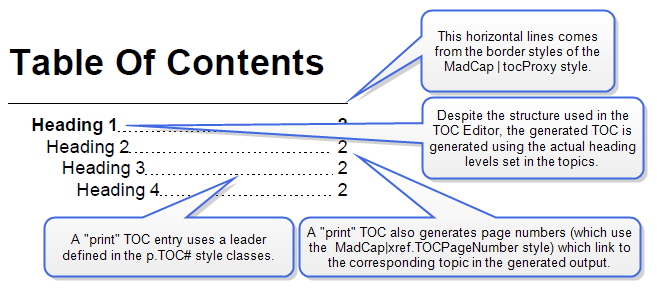 Table Of Contents
This horizontal lines comes
from the border styles of the
MadCap|tocProxy style.
Heading 1
Heading 2 2
Heading 3 2
Heading 4 2
Despite the structure used in the
TOC Editor, the generated TOC is
generated using the actual heading
levels set in the topics.
A "print" TOC entry uses a leader
defined in the p.TOC# style classes.
A "print" TOC also generates page numbers (which use
the MadCap|xref.TOCPageNumber style) which link to
the corresponding topic in the generated output.